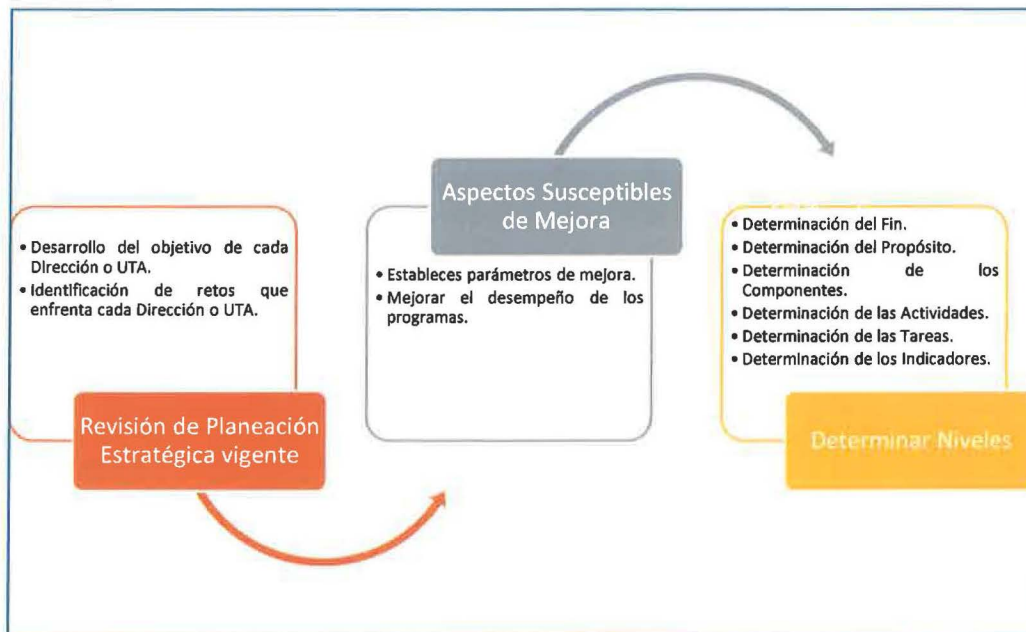 • Desarrollo del objetivo de cada
Dirección o UTA.
• Identificación de retos que
enfrenta cada Dirección o UTA.
Revisión de Planeación
Estratégica vigente
Aspectos Susceptibles
de Mejora
• Estableces parámetros de mejora.
• Mejorar el desempeño de los
programas.
• Determinación del Fin.
• Determinación del Propósito.
• Determinación de los
Componentes.
• Determinación de las Actividades.
• Determinación de las Tareas.
• Determinación de los Indicadores.
Determinar Niveles